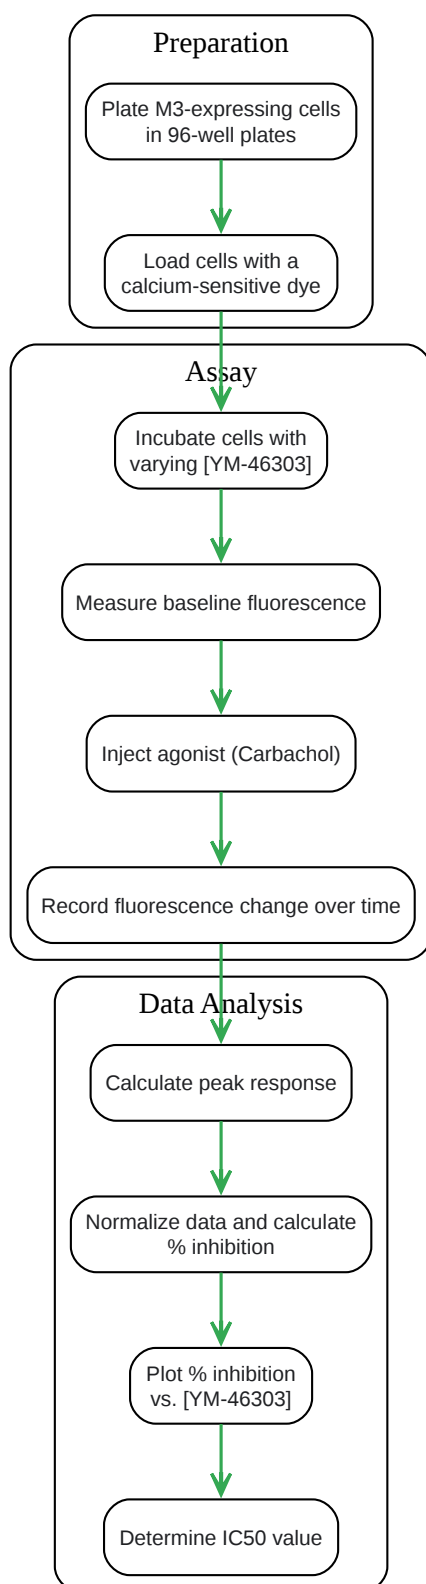 Preparation
Plate M3-expressing cells
in 96-well plates
Load cells with a
calcium-sensitive dye
Assay
Incubate cells with
varying [YM-46303]
Measure baseline fluorescence
Inject agonist (Carbachol)
Record fluorescence change over time
Data Analysis
Calculate peak response
Normalize data and calculate
% inhibition
Plot % inhibition
vs. [YM-46303]
Determine IC50 value